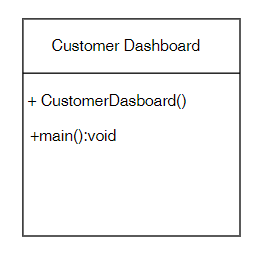 Customer Dashboard
+ CustomerDasboard()
+main():void